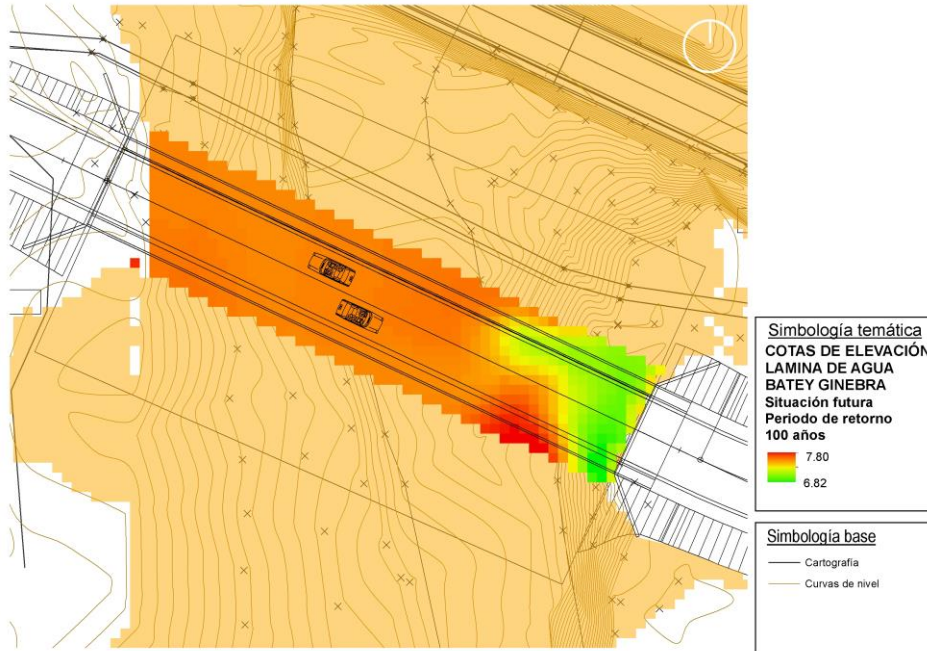 Simbología temática
COTAS DE ELEVACIÓN
LAMINA DE AGUA
BATEY GINEBRA
Situación futura
Periodo de retorno
100 años
7.80
6.82
Simbología base
Cartografía
Curvas de nivel